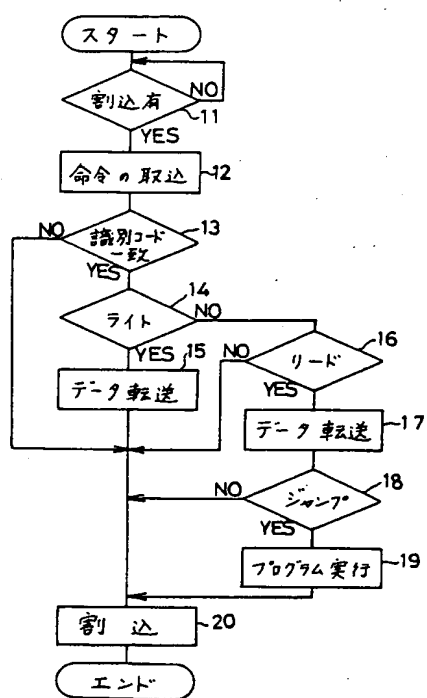 スタート
割込有
NO
11
YES
命令の取込
12
NO
識別コード
一致
13
YES
ライト
14
NO
YES
15
データ転送
NO
リード
16
YES
データ転送
17
NO
ジャンプ
18
YES
プログラム実行
19
割込
20
エンド